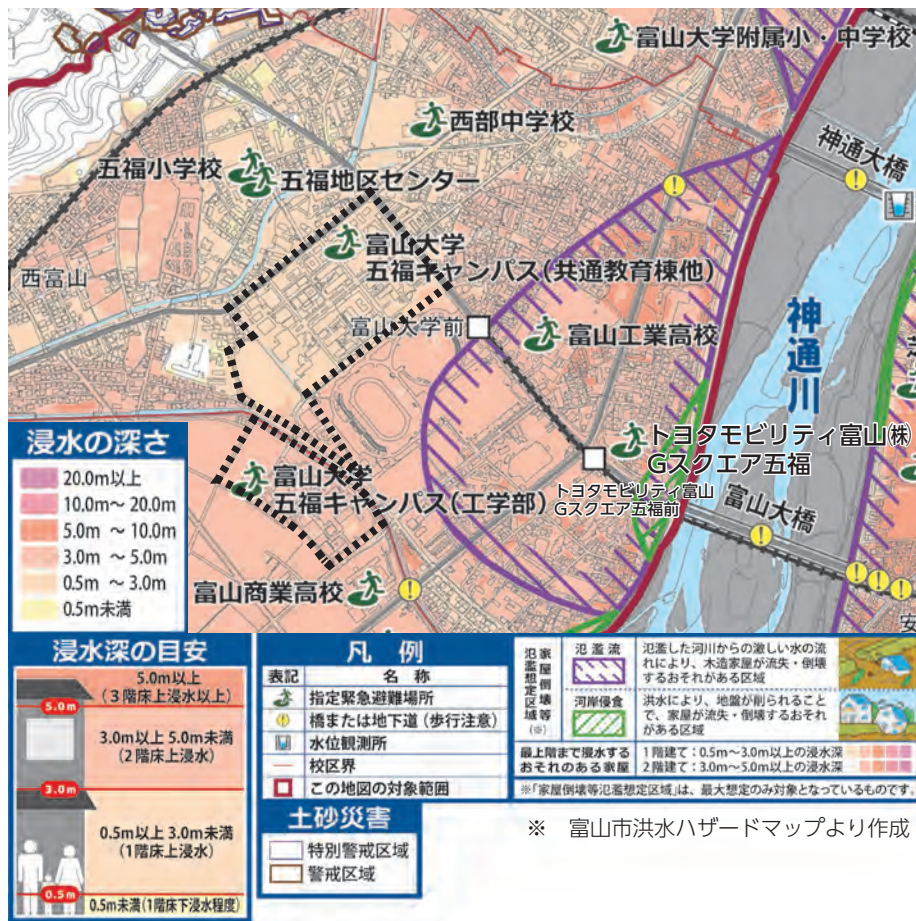 富山大学附属小・中学校
西部中学校
神通大橋
五福小学校
五福地区センター
富山大学
五福キャンパス(共通教育棟他)
西富山
富山大学前
富山工業高校
神通川
トヨタモビリティ富山㈱
Gスクエア五福
トヨタモビリティ富山
Gスクエア五福前
富山大橋
富山大学
五福キャンパス(工学部)
富山商業高校
安
浸水の深さ
20.0m以上
10.0m〜 20.0m
5.0m 〜 10.0m
3.0m 〜 5.0m
0.5m 〜 3.0m
0.5m未満
浸水深の目安
5.0m以上
(3階床上浸水以上)
5.0m
3.0m以上 5.0m未満
(2階床上浸水)
3.0m
0.5m以上 3.0m未満
(1階床上浸水)
0.5m
0.5m未満(1階床下浸水程度)
凡 例
表記 名 称
指定緊急避難場所
橋または地下道(歩行注意)
水位観測所
校区界
この地図の対象範囲
土砂災害
特別警戒区域
警戒区域
家屋倒壊等
氾濫想定区域
(※)
氾濫流
氾濫した河川からの激しい水の流
れにより、木造家屋が流失・倒壊
するおそれがある区域
河岸侵食
洪水により、地盤が削られること
で、家屋が流失・倒壊するおそれ
がある区域
最上階まで浸水する
おそれのある家屋
1階建て:0.5m〜3.0m以上の浸水深
2階建て:3.0m〜5.0m以上の浸水深
※「家屋倒壊等氾濫想定区域」は、最大想定のみ対象となっているものです。
※ 富山市洪水ハザードマップより作成